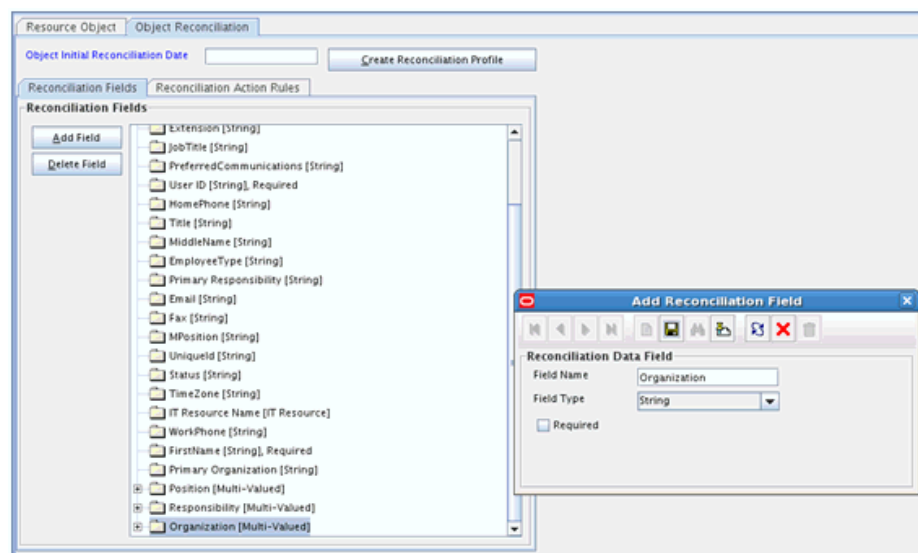 Resource Object
Object Reconciliation
Object Initial Reconciliation Date
Create Reconciliation Profile
Reconciliation Fields
Reconciliation Action Rules
Reconciliation Fields
Add Field
Delete Field
Extension [String]
JobTitle [String]
PreferredCommunications [String]
User ID [String], Required
HomePhone [String]
Title [String]
MiddleName [String]
EmployeeType [String]
Primary Responsibility [String]
Email [String]
Fax [String]
MPosition [String]
UniqueId [String]
Status [String]
TimeZone [String]
IT Resource Name [IT Resource]
WorkPhone [String]
FirstName [String], Required
Primary Organization [String]
Position [Multi-Valued]
Responsibility [Multi-Valued]
Organization [Multi-Valued]
Add Reconciliation Field
Reconciliation Data Field
Field Name
Organization
Field Type
String
Required